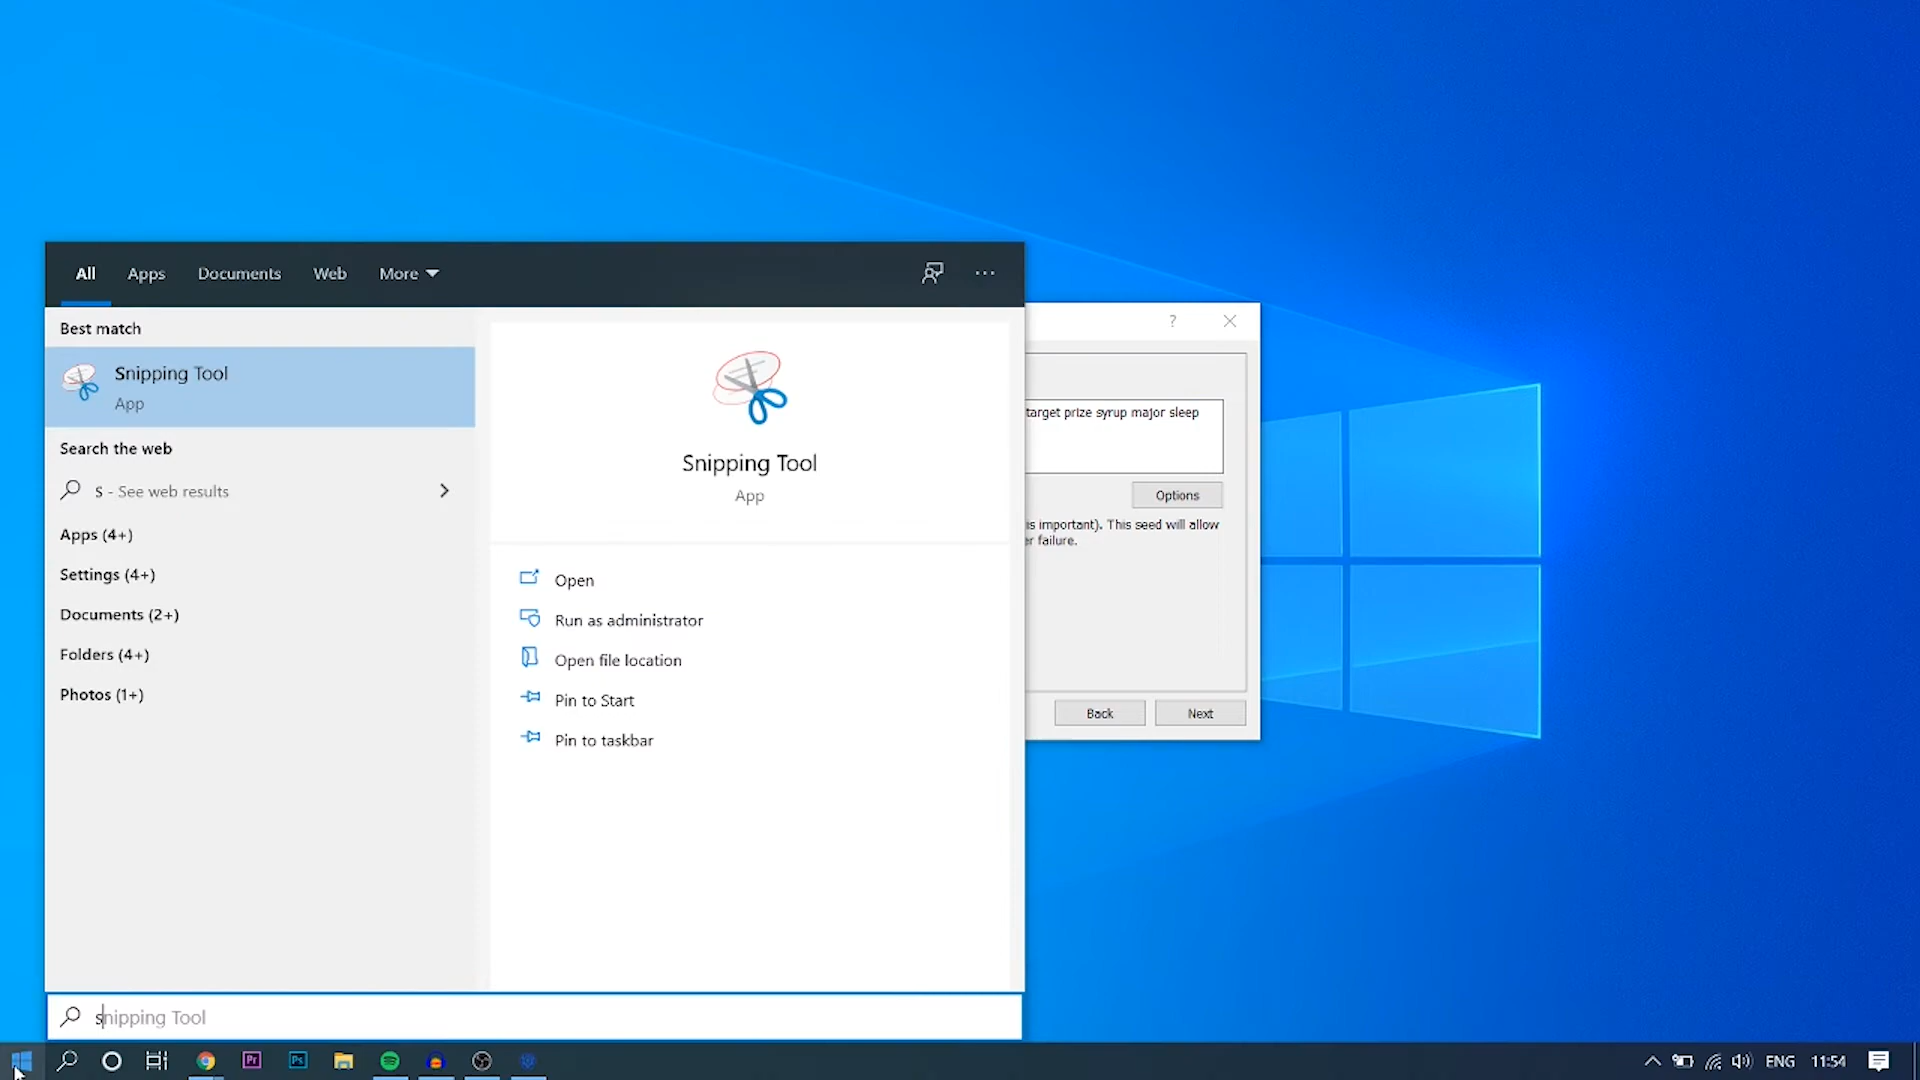 All Apps Documents Web More
Best match
Snipping Tool
App
Search the web
s - See web results
Apps (4+)
Settings (4+)
Documents (2+)
Folders (4+)
Photos (1+)
Snipping Tool
App
Open
Run as administrator
Open file location
Pin to Start
Pin to taskbar
?
target prize syrup major sleep
Options
is important). This seed will allow
er failure.
Back Next
snipping Tool
Pr Ps ENG 11:54